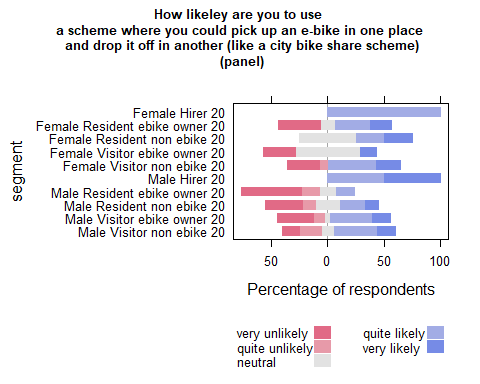 How likeley are you to use
a scheme where you could pick up an e-bike in one place
and drop it off in another (like a city bike share scheme)
(panel)
segment
Female Hirer 20
Female Resident ebike owner 20
Female Resident non ebike 20
Female Visitor ebike owner 20
Female Visitor non ebike 20
Male Hirer 20
Male Resident ebike owner 20
Male Resident non ebike 20
Male Visitor ebike owner 20
Male Visitor non ebike 20
50 0 50 100
Percentage of respondents
very unlikely quite likely
quite unlikely very likely
neutral